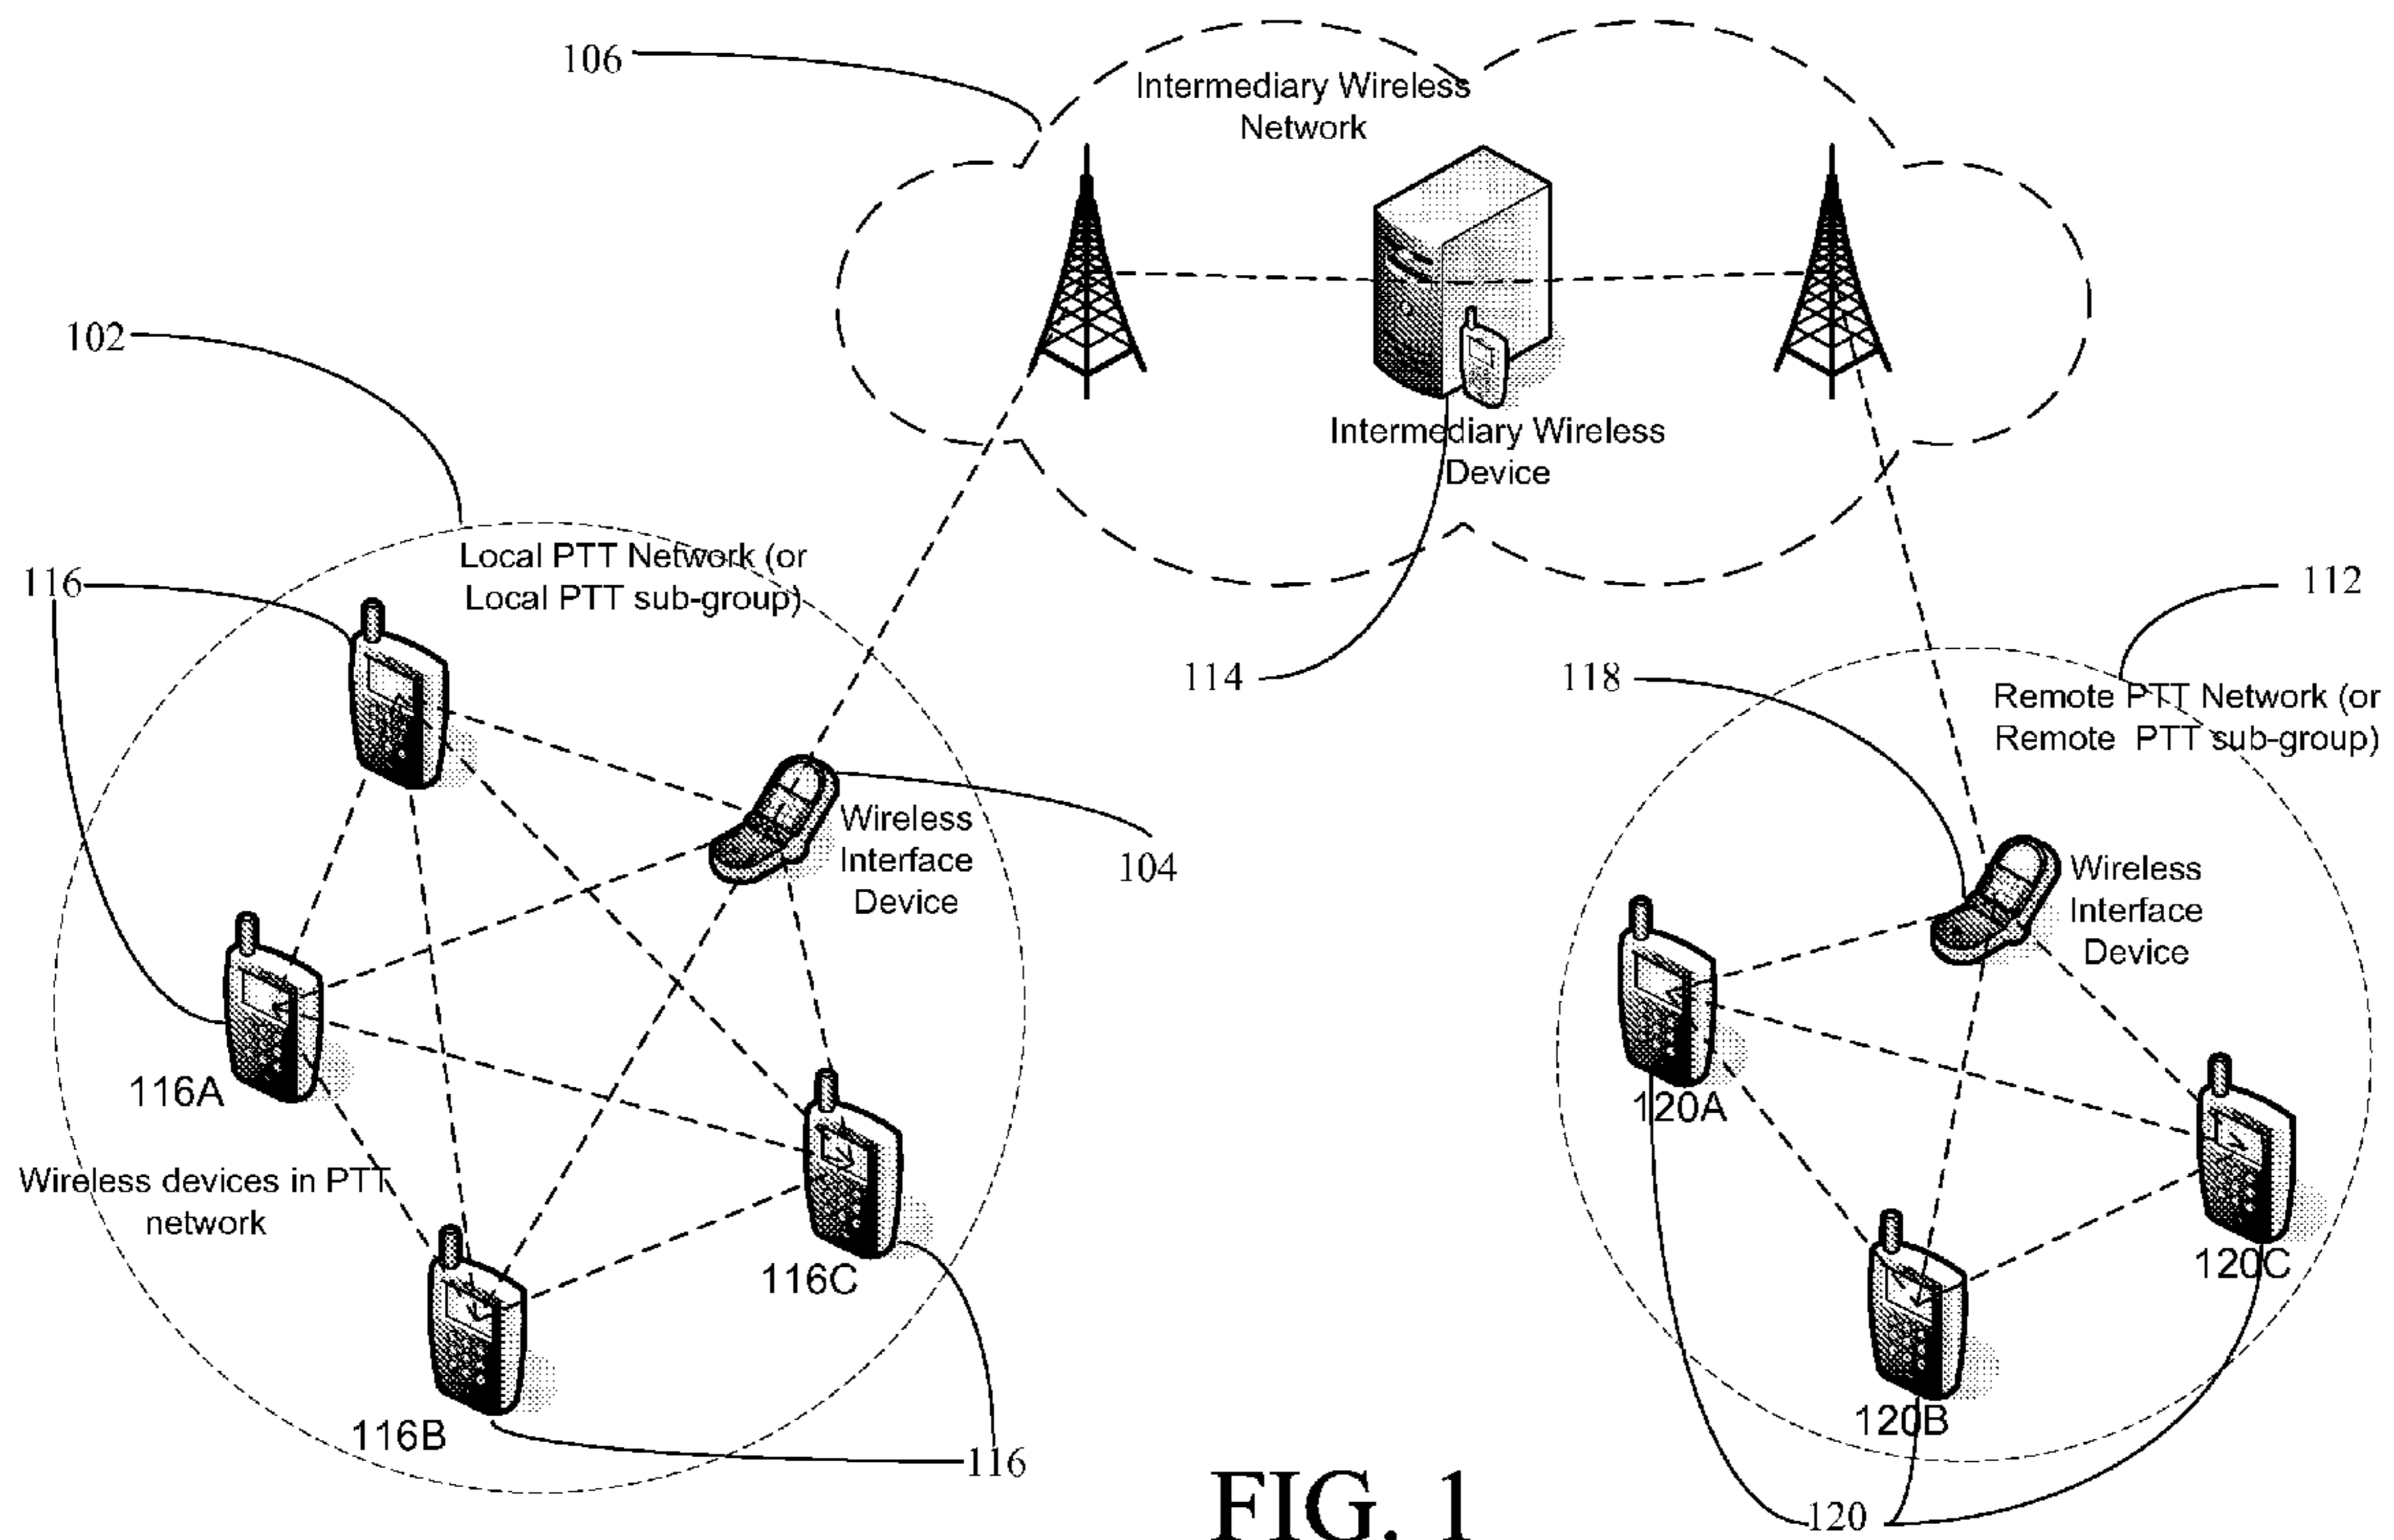 106
Intermediary Wireless
Network
102
Intermediary Wireless
Device
Local PTT Network (or
Local PTT sub-group)
116
112
114
118
Remote PTT Network (or
Remote PTT sub-group)
Wireless
Interface
Device
104
Wireless
Interface
Device
116A
120A
Wireless devices in PTT
network
116C
120C
116B
120B
116
FIG. 1
120